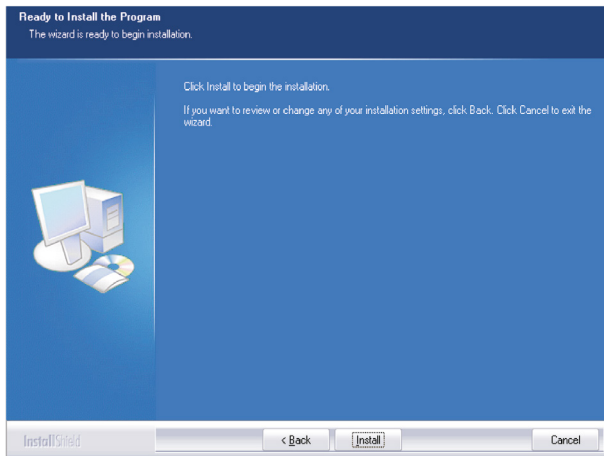 Ready to Install the Program
The wizard is ready to begin installation.
Click Install to begin the installation.
If you want to review or change any of your installation settings, click Back. Click Cancel to exit the
wizard.
InstallShield
< Back
Install
Cancel